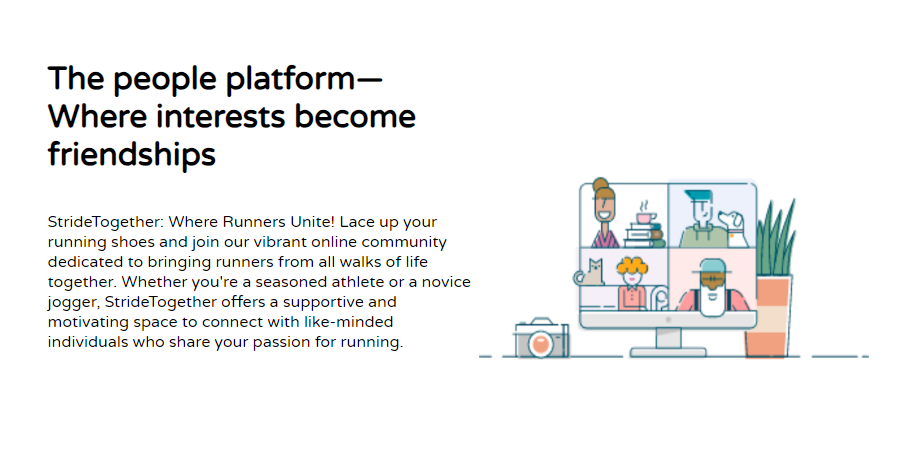 The people platform—
Where interests become
friendships
StrideTogether: Where Runners Unite! Lace up your
running shoes and join our vibrant online community
dedicated to bringing runners from all walks of life
together. Whether you're a seasoned athlete or a novice
jogger, StrideTogether offers a supportive and
motivating space to connect with like-minded
individuals who share your passion for running.